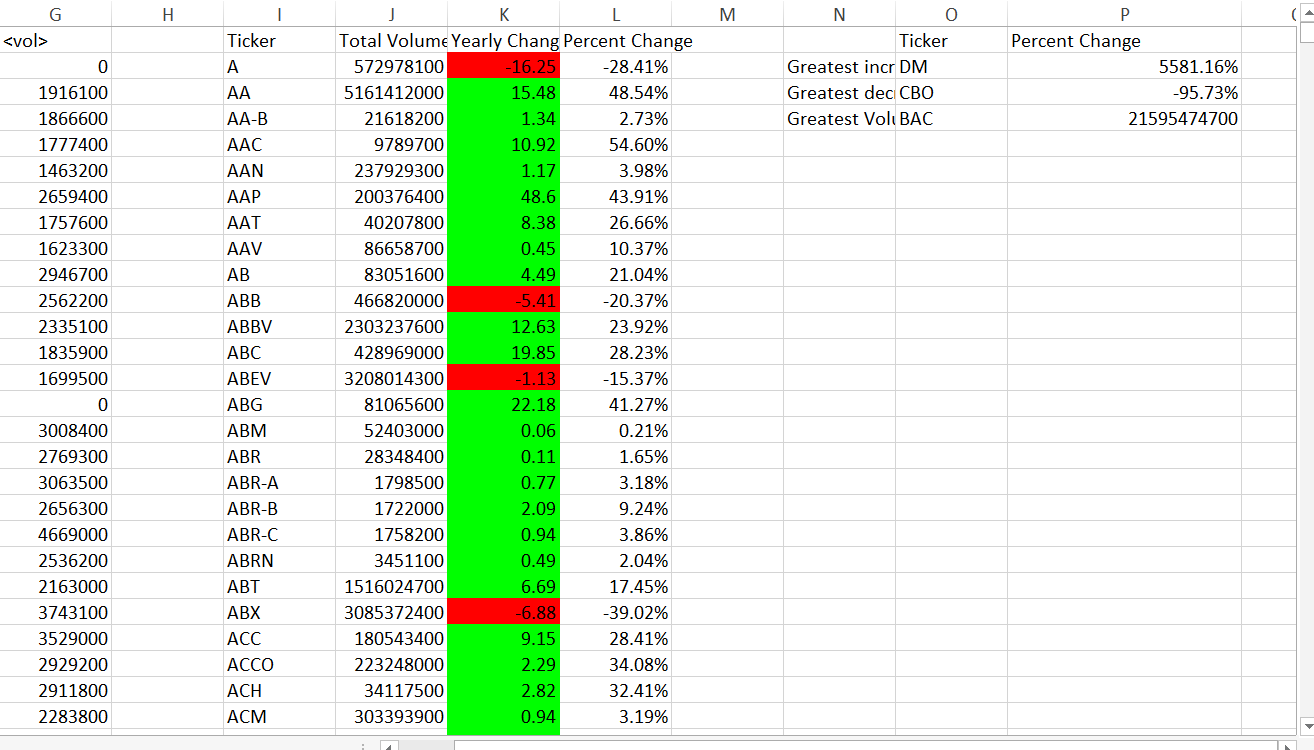 G H I J K L M N O P
<vol> Ticker Total Volume Yearly Chang Percent Change Ticker Percent Change
0 A 572978100 -16.25 -28.41% Greatest incr DM 5581.16%
1916100 AA 5161412000 15.48 48.54% Greatest decr CBO -95.73%
1866600 AA-B 21618200 1.34 2.73% Greatest Volu BAC 21595474700
1777400 AAC 9789700 10.92 54.60%
1463200 AAN 237929300 1.17 3.98%
2659400 AAP 200376400 48.6 43.91%
1757600 AAT 40207800 8.38 26.66%
1623300 AAV 86658700 0.45 10.37%
2946700 AB 83051600 4.49 21.04%
2562200 ABB 466820000 -5.41 -20.37%
2335100 ABBV 2303237600 12.63 23.92%
1835900 ABC 428969000 19.85 28.23%
1699500 ABEV 3208014300 -1.13 -15.37%
0 ABG 81065600 22.18 41.27%
3008400 ABM 52403000 0.06 0.21%
2769300 ABR 28348400 0.11 1.65%
3063500 ABR-A 1798500 0.77 3.18%
2656300 ABR-B 1722000 2.09 9.24%
4669000 ABR-C 1758200 0.94 3.86%
2536200 ABRN 3451100 0.49 2.04%
2163000 ABT 1516024700 6.69 17.45%
3743100 ABX 3085372400 -6.88 -39.02%
3529000 ACC 180543400 9.15 28.41%
2929200 ACCO 223248000 2.29 34.08%
2911800 ACH 34117500 2.82 32.41%
2283800 ACM 303393900 0.94 3.19%